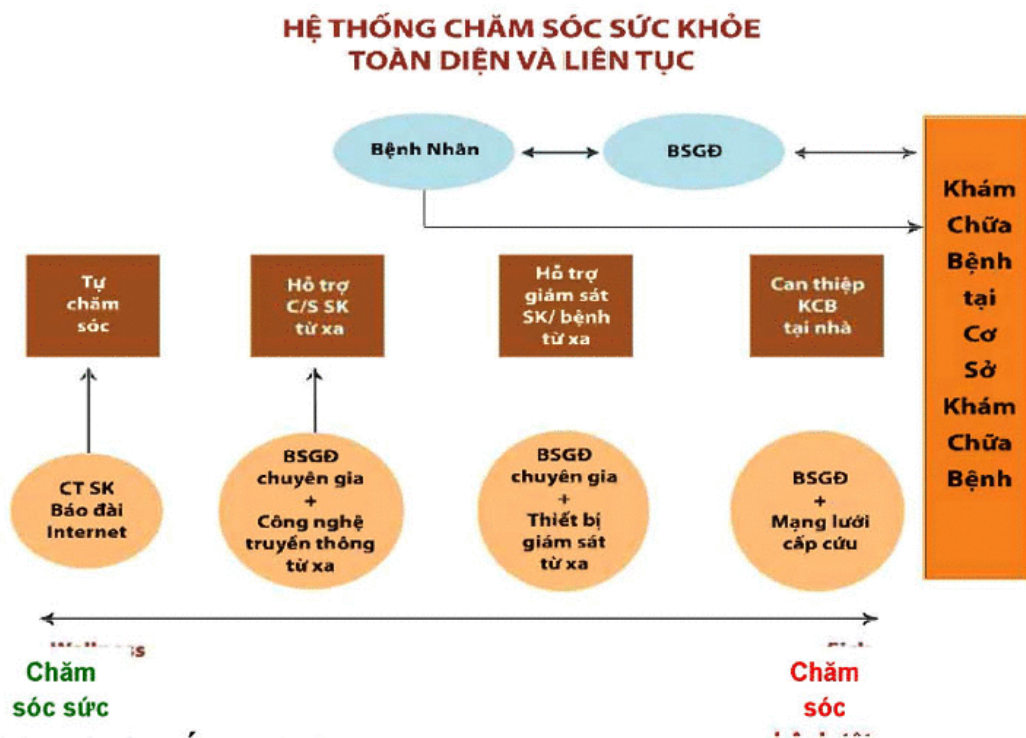 HỆ THỐNG CHĂM SÓC SỨC KHỎE
TOÀN DIỆN VÀ LIÊN TỤC
Bệnh Nhân
BSGĐ
Khám
Chữa
Bệnh
tại
Cơ
Sở
Khám
Chữa
Bệnh
Tự
chăm
sóc
Hỗ trợ
C/S SK
từ xa
Hỗ trợ
giám sát
SK/ bệnh
từ xa
Can thiệp
KCB
tại nhà
CT SK
Báo đài
Internet
BSGĐ
chuyên gia
+
Công nghệ
truyền thông
từ xa
BSGĐ
chuyên gia
+
Thiết bị
giám sát
từ xa
BSGĐ
+
Mạng lưới
cấp cứu
Chăm
sóc sức
Chăm
sóc